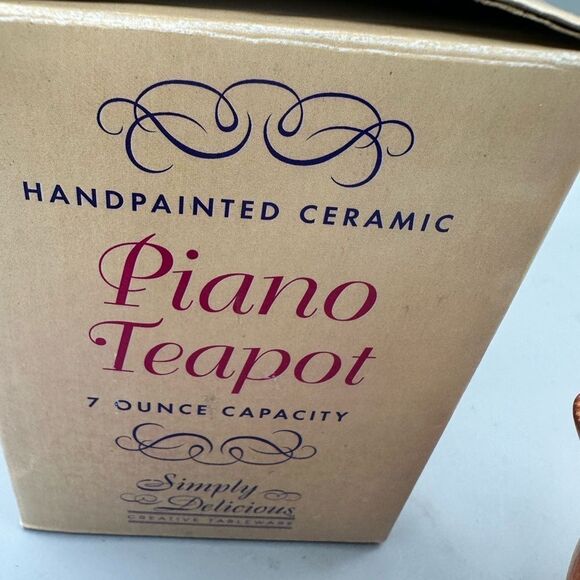 HANDPAINTED CERAMIC
Piano
Teapot
7 OUNCE CAPACITY
Simply
Delicious
CREATIVE TABLEWARE